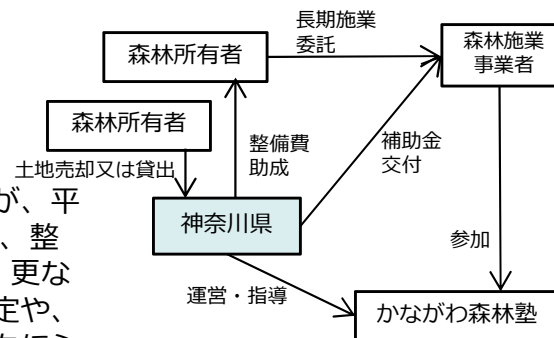 長期施業
委託
森林所有者
森林施業
事業者
森林所有者
整備費
助成
補助金
交付
土地売却又は貸出
神奈川県
参加
運営・指導
かながわ森林塾
が、平
、整
更な
定や、